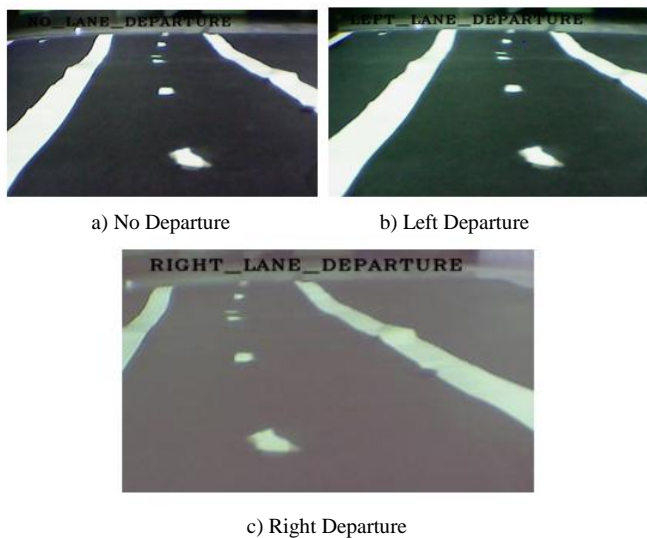 NO_LANE_DEPARTURE
LEFT_LANE_DEPARTURE
a) No Departure
b) Left Departure
RIGHT_LANE_DEPARTURE
c) Right Departure